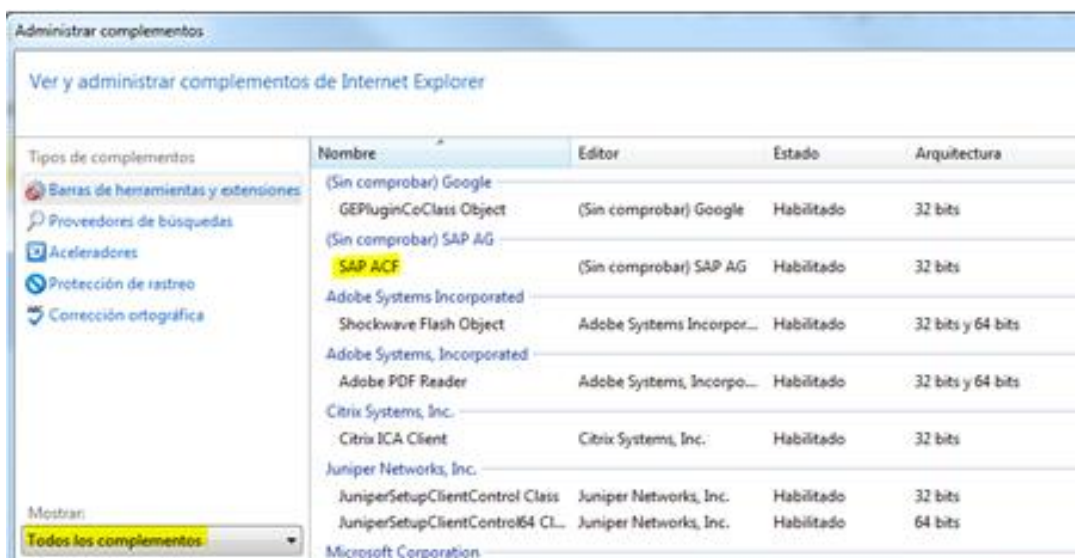 Administrar complementos
Ver y administrar complementos de Internet Explorer
Tipos de complementos
Barras de herramientas y extensiones
Proveedores de búsquedas
Aceleradores
Protección de rastreo
Corrección ortográfica
Mostrar:
Todos los complementos
Nombre Editor Estado Arquitectura
(Sin comprobar) Google
GEPluginCoClass Object (Sin comprobar) Google Habilitado 32 bits
(Sin comprobar) SAP AG
SAP ACF (Sin comprobar) SAP AG Habilitado 32 bits
Adobe Systems Incorporated
Shockwave Flash Object Adobe Systems Incorpor... Habilitado 32 bits y 64 bits
Adobe Systems, Incorporated
Adobe PDF Reader Adobe Systems, Incorpo... Habilitado 32 bits y 64 bits
Citrix Systems, Inc.
Citrix ICA Client Citrix Systems, Inc. Habilitado 32 bits
Juniper Networks, Inc.
JuniperSetupClientControl Class Juniper Networks, Inc. Habilitado 32 bits
JuniperSetupClientControl64 Cl... Juniper Networks, Inc. Habilitado 64 bits
Microsoft Corporation